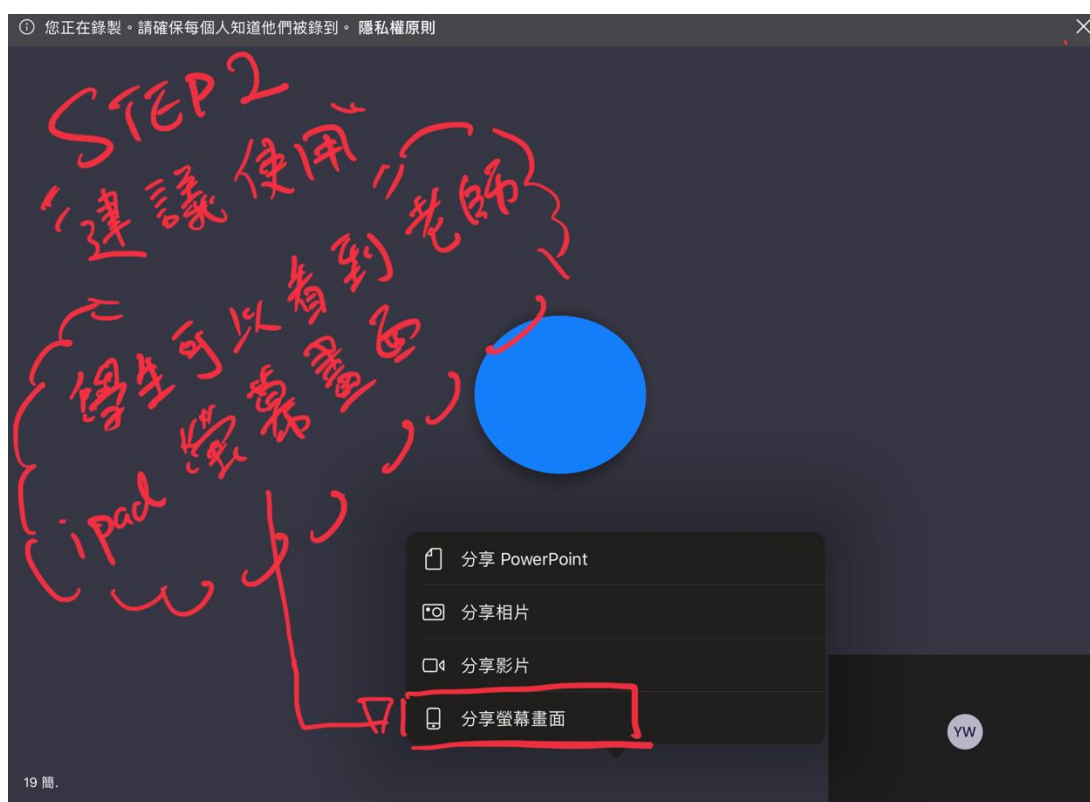 您正在錄製。請確保每個人知道他們被錄到。 隱私權原則
STEP2
"建議使用"
學生可以看到老師
ipad 螢幕畫面
分享 PowerPoint
分享相片
分享影片
分享螢幕畫面
YW
19 簡.